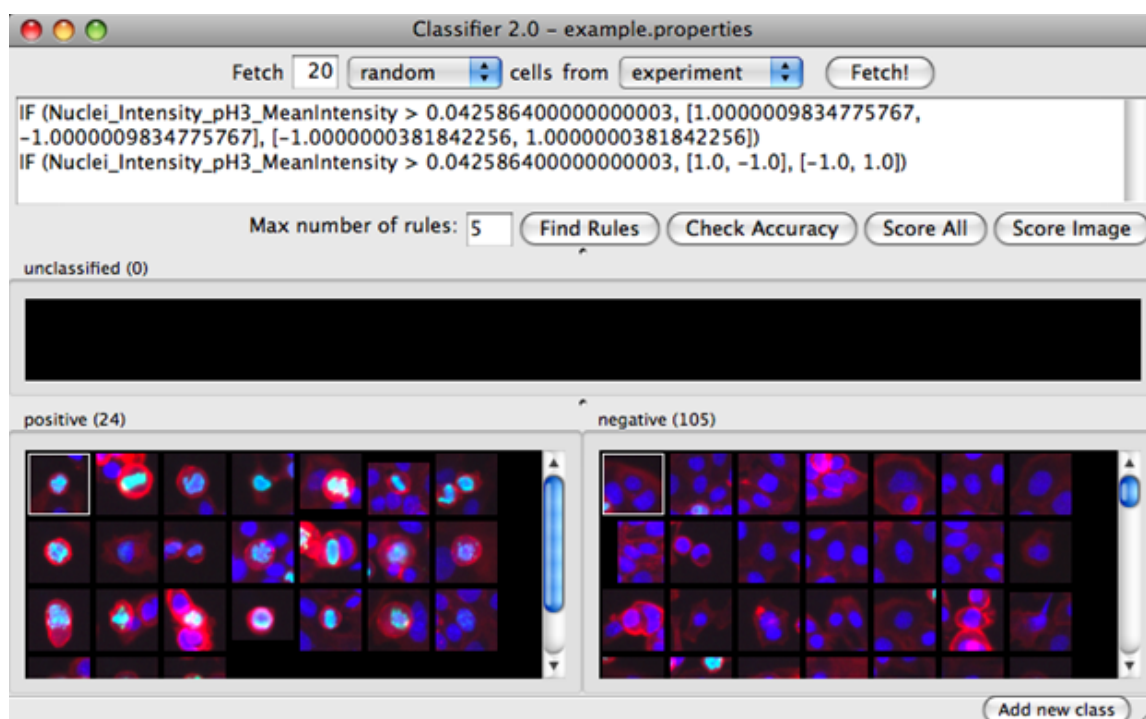 Classifier 2.0 – example.properties
Fetch 20 random cells from experiment Fetch!
IF (Nuclei_Intensity_pH3_MeanIntensity > 0.042586400000000003, [1.0000009834775767,
-1.0000009834775767], [-1.0000000381842256, 1.0000000381842256])
IF (Nuclei_Intensity_pH3_MeanIntensity > 0.042586400000000003, [1.0, -1.0], [-1.0, 1.0])
Max number of rules: 5 Find Rules Check Accuracy Score All Score Image
unclassified (0)
positive (24) negative (105)
Add new class